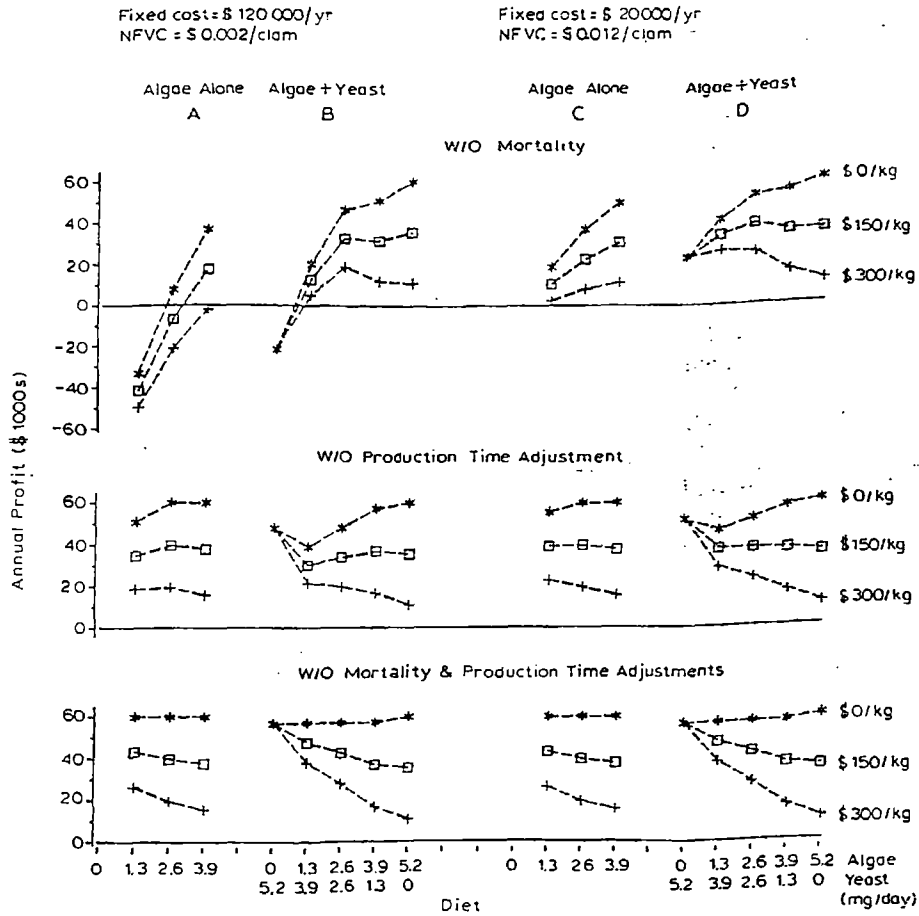 Fixed cost = $ 120 000/ yr
NFVC = $ 0.002/clam
Fixed cost = $ 20000/ yr
NFVC = $ 0.012/clam
Algae Alone
A
Algae + Yeast
B
Algae Alone
C
Algae + Yeast
D
W/O Mortality
60
40
20
0
-20
-40
-60
$ 0/kg
$ 150/kg
$ 300/kg
Annual Profit ($ 1000s)
W/O Production Time Adjustment
60
40
20
0
$ 0/kg
$ 150/kg
$ 300/kg
W/O Mortality & Production Time Adjustments
60
40
20
0
$ 0/kg
$ 150/kg
$ 300/kg
0 1.3 2.6 3.9 0 1.3 2.6 3.9 5.2 0 1.3 2.6 3.9 0 1.3 2.6 3.9 5.2 Algae
5.2 3.9 2.6 1.3 0 5.2 3.9 2.6 1.3 0 Yeast
(mg/day)
Diet